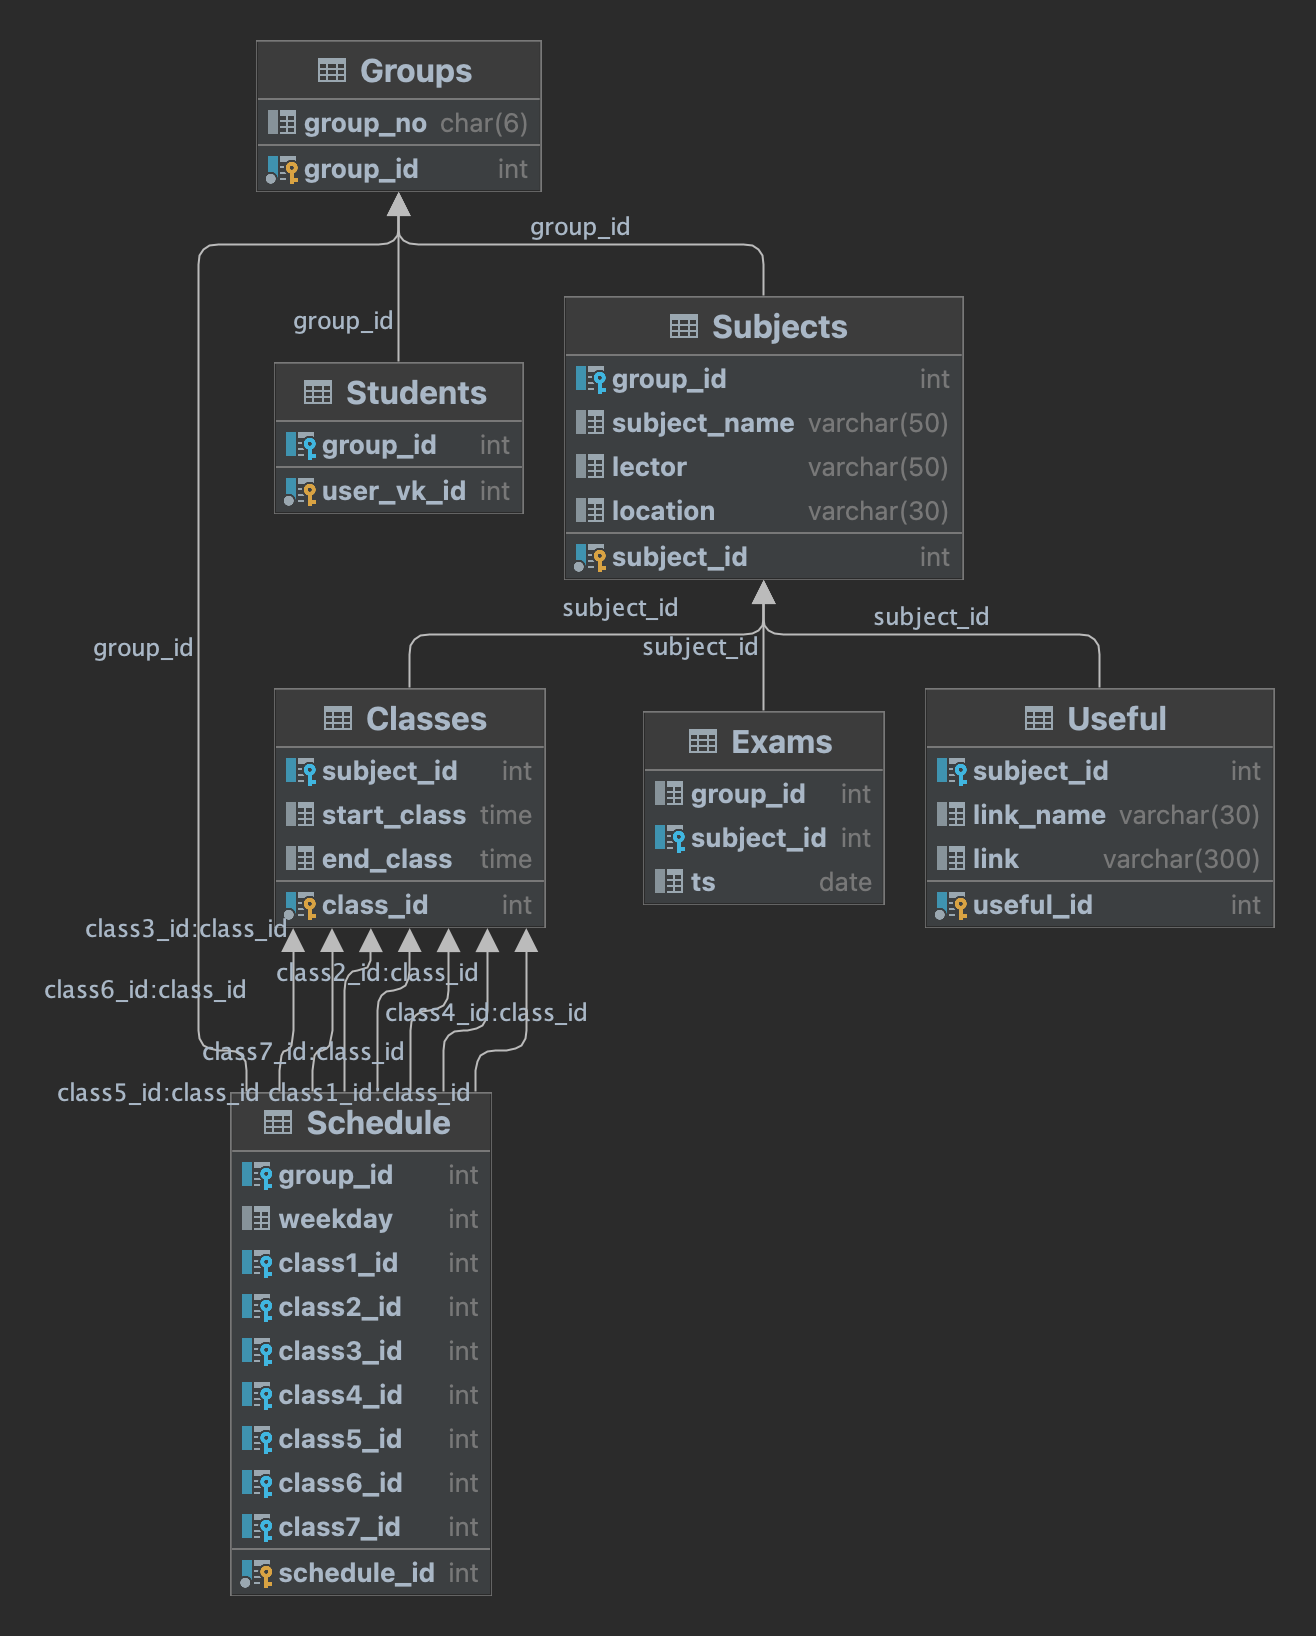 Groups
group_no char(6)
group_id int
group_id
group_id
Students
group_id int
user_vk_id int
Subjects
group_id int
subject_name varchar(50)
lector varchar(50)
location varchar(30)
subject_id int
subject_id
subject_id
subject_id
group_id
Classes
subject_id int
start_class time
end_class time
class_id int
Exams
group_id int
subject_id int
ts date
Useful
subject_id int
link_name varchar(30)
link varchar(300)
useful_id int
class3_id:class_id
class2_id:class_id
class6_id:class_id
class4_id:class_id
class7_id:class_id
class5_id:class_id
class1_id:class_id
Schedule
group_id int
weekday int
class1_id int
class2_id int
class3_id int
class4_id int
class5_id int
class6_id int
class7_id int
schedule_id int